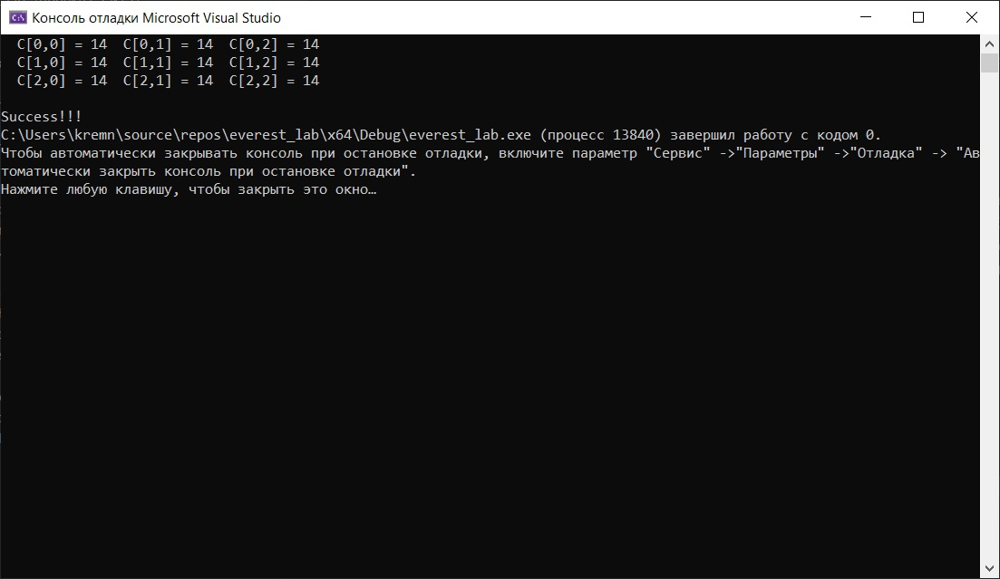 Консоль отладки Microsoft Visual Studio
C[0,0] = 14  C[0,1] = 14  C[0,2] = 14
C[1,0] = 14  C[1,1] = 14  C[1,2] = 14
C[2,0] = 14  C[2,1] = 14  C[2,2] = 14
Success!!!
C:\Users\kremn\source\repos\everest_lab\x64\Debug\everest_lab.exe (процесс 13840) завершил работу с кодом 0.
Чтобы автоматически закрывать консоль при остановке отладки, включите параметр "Сервис" ->"Параметры" ->"Отладка" -> "Ав
томатически закрыть консоль при остановке отладки".
Нажмите любую клавишу, чтобы закрыть это окно…